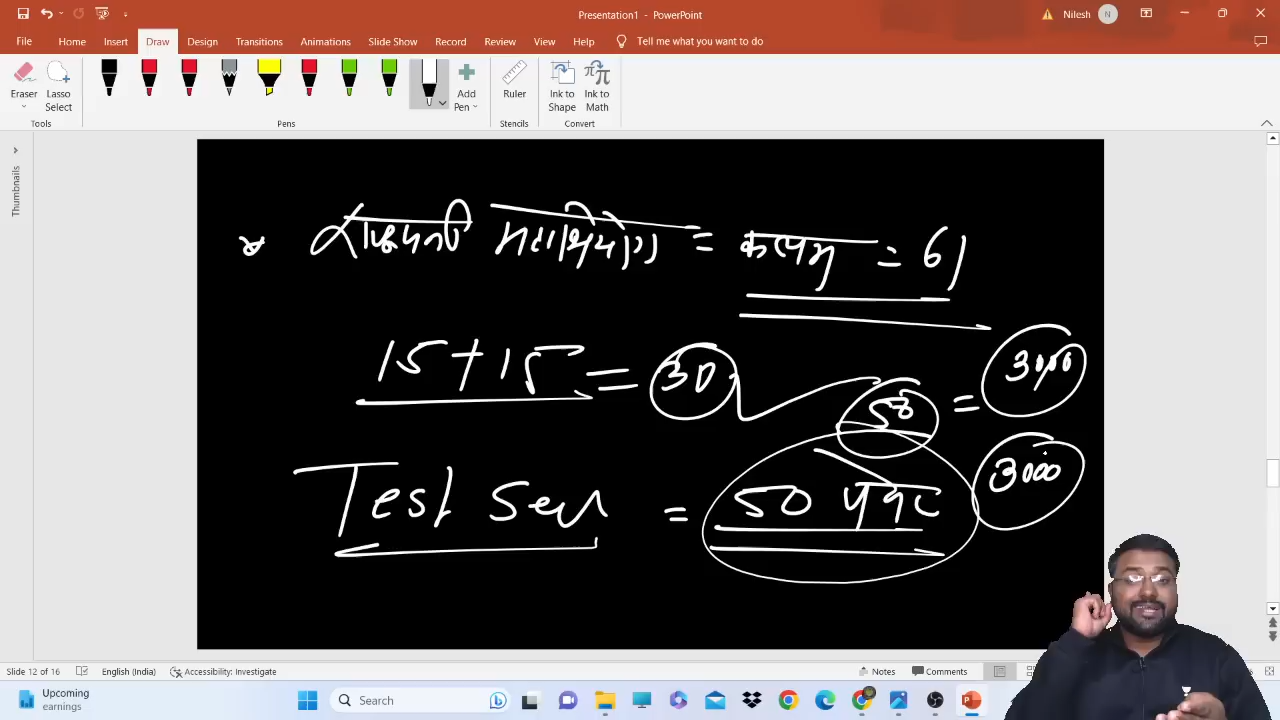 Presentation1 - PowerPoint
Nilesh N
File Home Insert Draw Design Transitions Animations Slide Show Record Review View Help Tell me what you want to do
Eraser Lasso Select Add Pen Ruler Ink to Shape Ink to Math
Tools Pens Stencils Convert
Thumbnails
= कलम = 61
15+15 = 30
50 = 3000
Test = 50 पेपर 3000
Slide 12 of 16 English (India) Accessibility: Investigate Notes Comments
Upcoming earnings Search